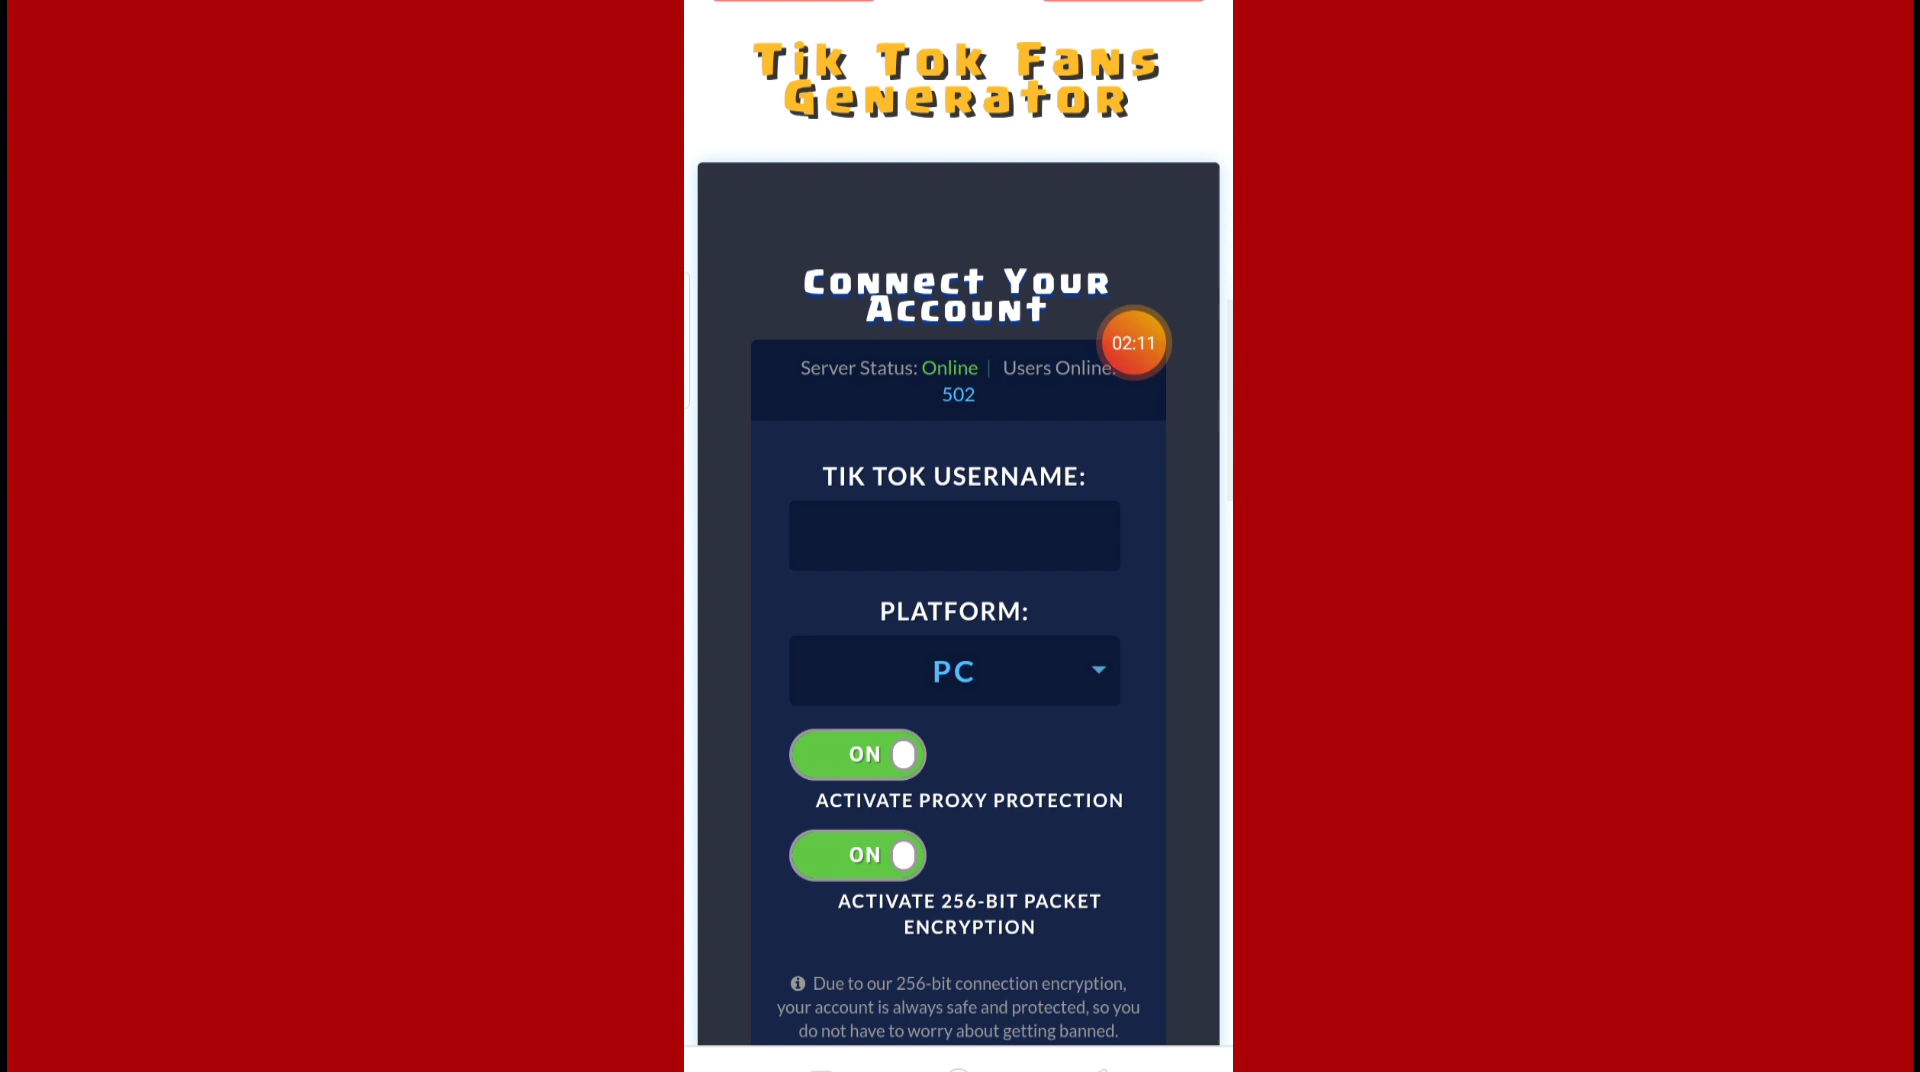 Tik Tok Fans
Generator
Connect Your
Account
02:11
Server Status: Online | Users Online:
502
TIK TOK USERNAME:
PLATFORM:
PC
ON
ACTIVATE PROXY PROTECTION
ON
ACTIVATE 256-BIT PACKET
ENCRYPTION
Due to our 256-bit connection encryption,
your account is always safe and protected, so you
do not have to worry about getting banned.